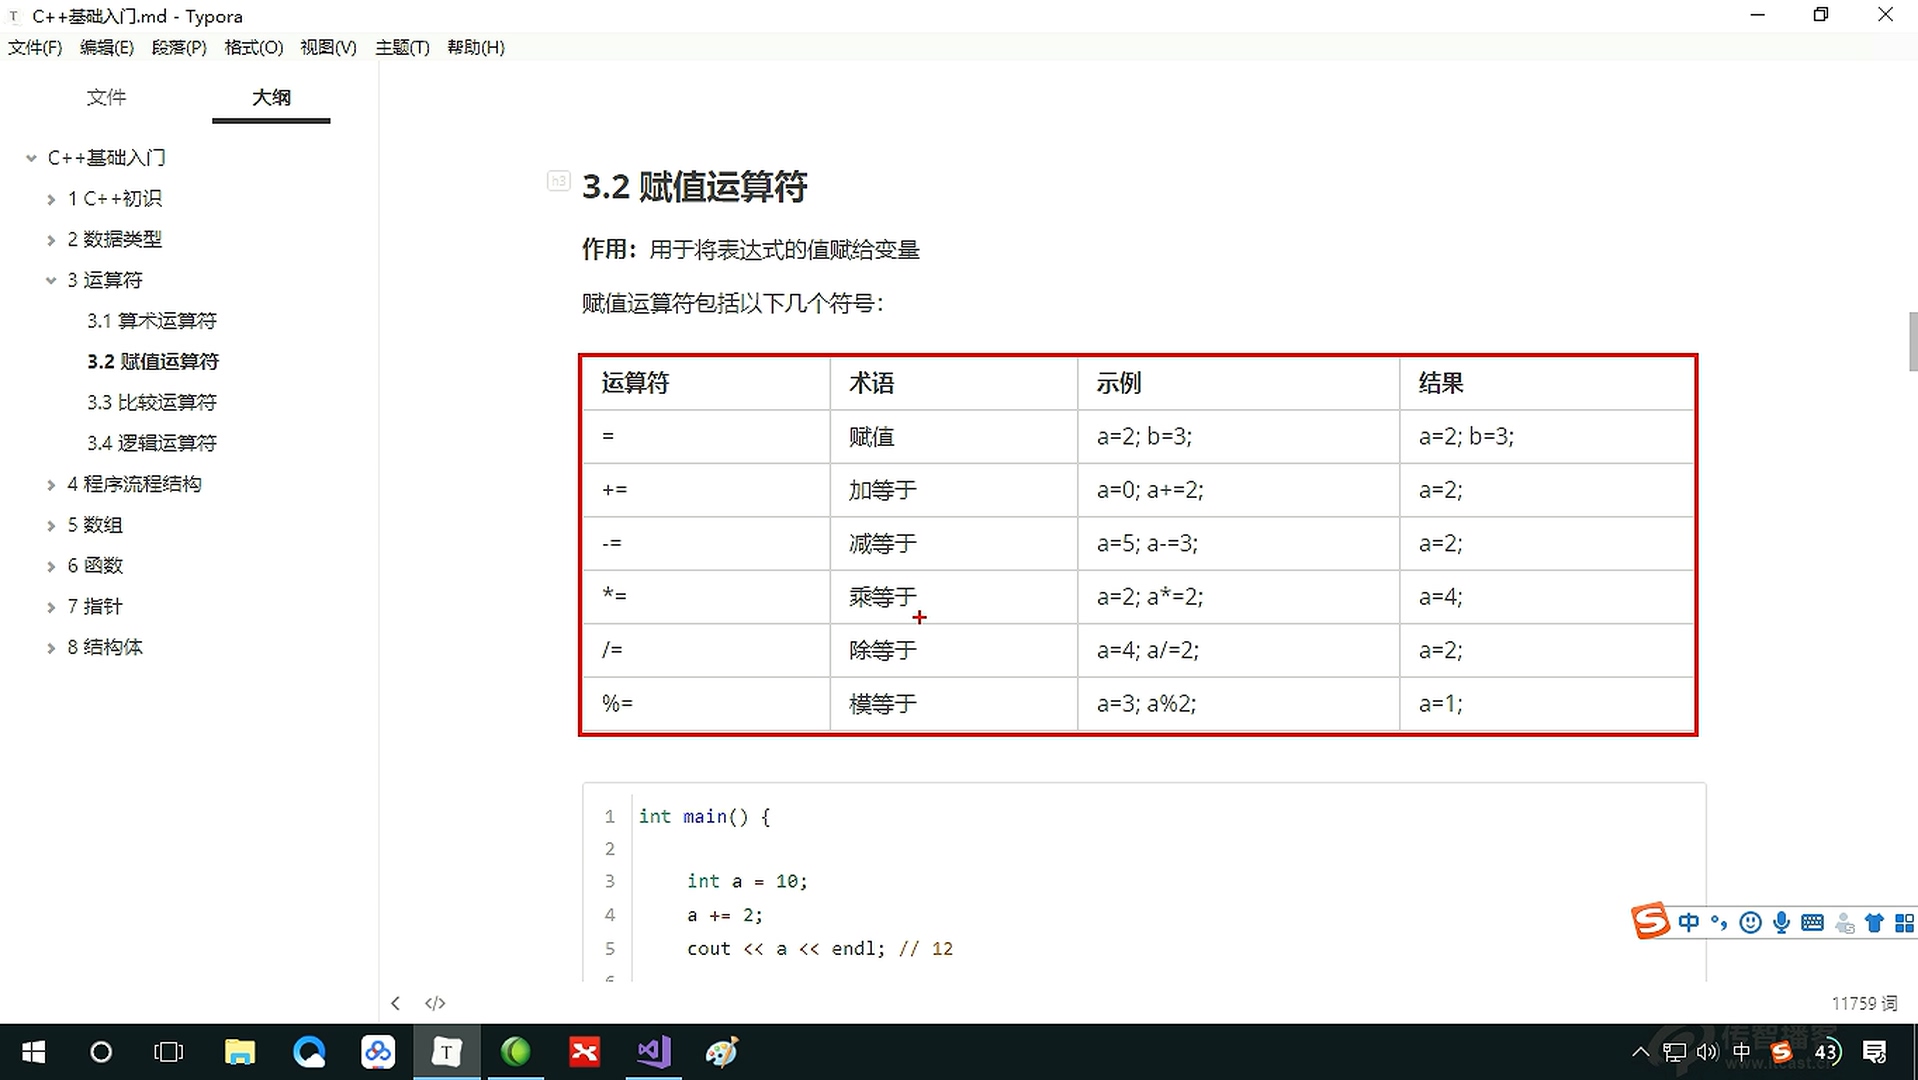 C++基础入门.md - Typora
文件(F) 编辑(E) 段落(P) 格式(O) 视图(V) 主题(T) 帮助(H)
文件 大纲
C++基础入门
1 C++初识
2 数据类型
3 运算符
3.1 算术运算符
3.2 赋值运算符
3.3 比较运算符
3.4 逻辑运算符
4 程序流程结构
5 数组
6 函数
7 指针
8 结构体
h3 3.2 赋值运算符
作用：用于将表达式的值赋给变量
赋值运算符包括以下几个符号：
运算符 术语 示例 结果
= 赋值 a=2; b=3; a=2; b=3;
+= 加等于 a=0; a+=2; a=2;
-= 减等于 a=5; a-=3; a=2;
*= 乘等于 a=2; a*=2; a=4;
/= 除等于 a=4; a/=2; a=2;
%= 模等于 a=3; a%2; a=1;
1 int main() {
2
3 int a = 10;
4 a += 2;
5 cout << a << endl; // 12
6
中
</> 11759 词
中 43
传智播客
www.itcast.c